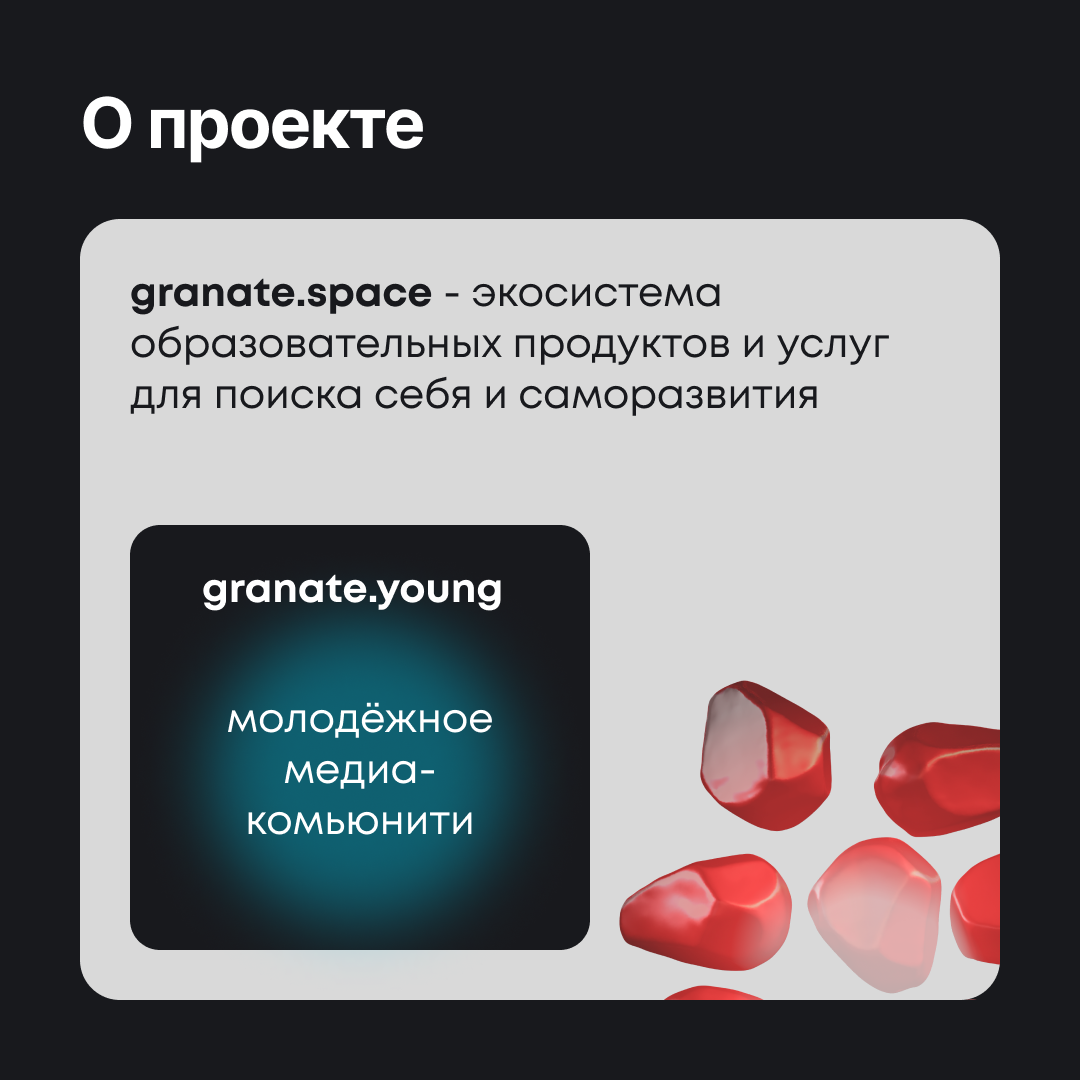 О проекте
granate.space - экосистема
образовательных продуктов и услуг
для поиска себя и саморазвития
granate.young
молодёжное
медиа-
комьюнити